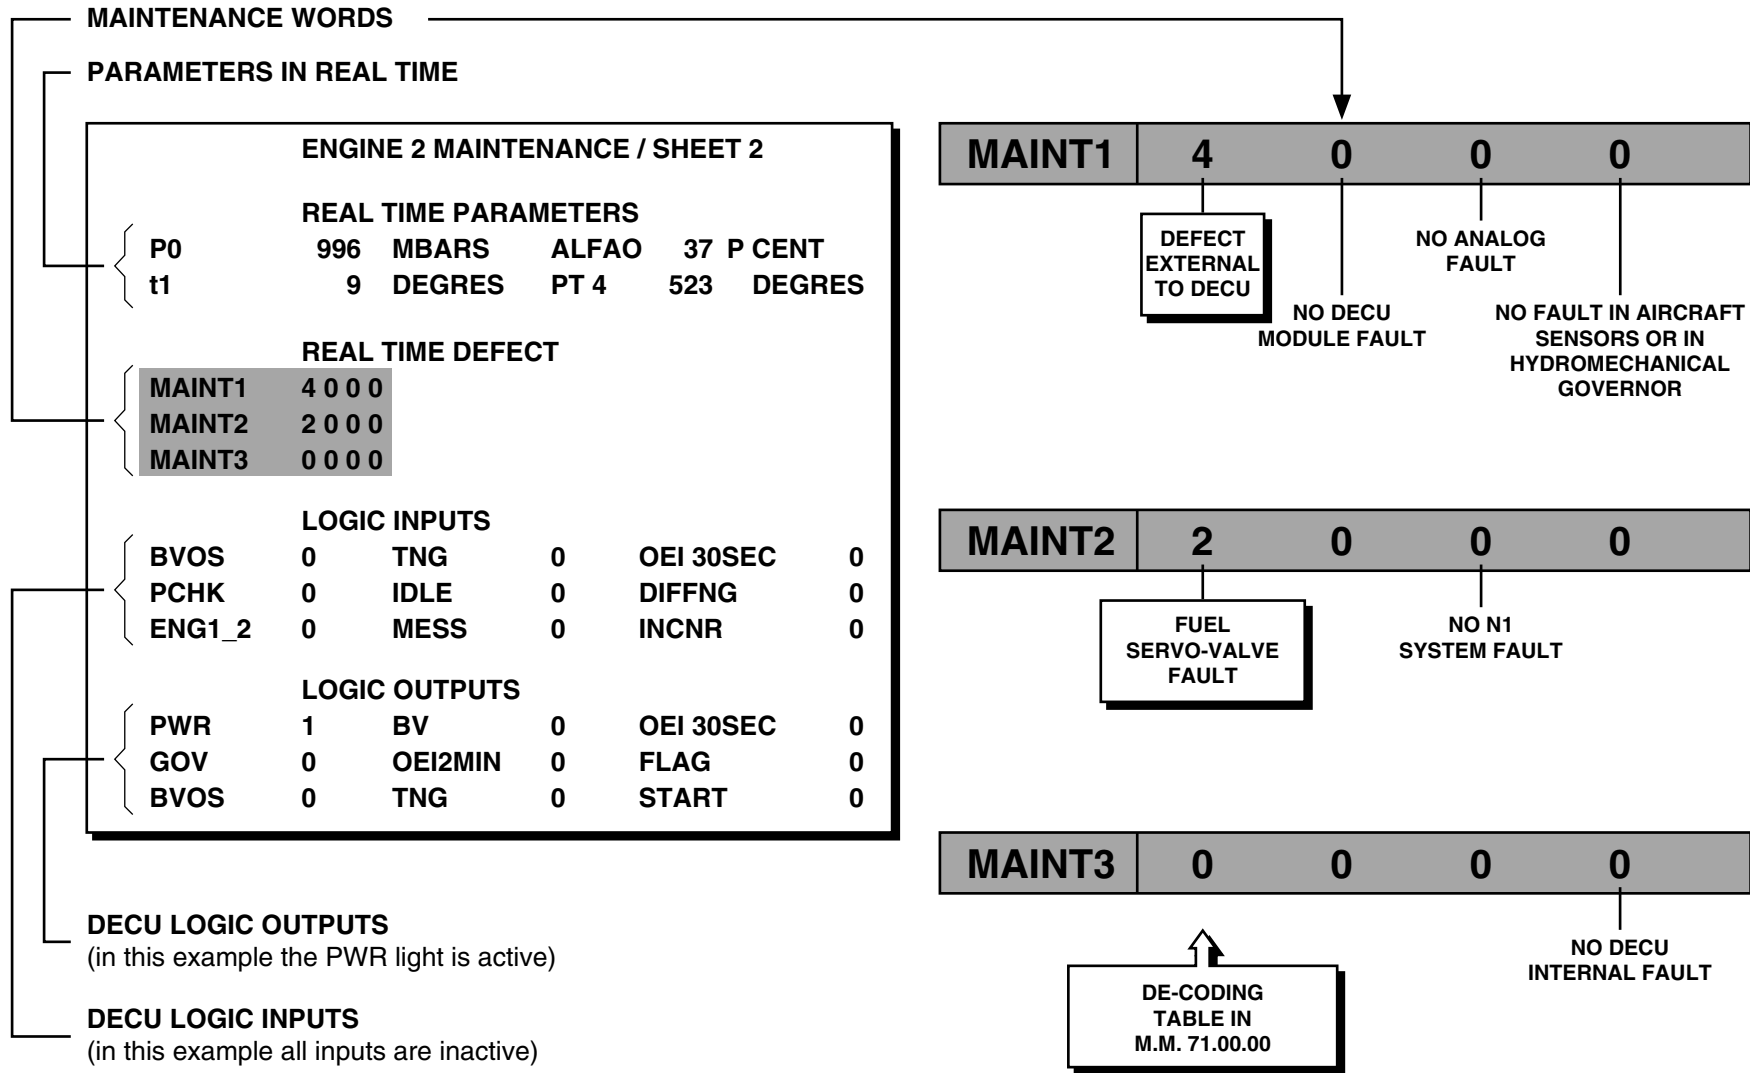 MAINTENANCE WORDS
PARAMETERS IN REAL TIME
ENGINE 2 MAINTENANCE / SHEET 2
REAL TIME PARAMETERS
P0 996 MBARS ALFAO 37 P CENT
t1 9 DEGRES PT 4 523 DEGRES
REAL TIME DEFECT
MAINT1 4 0 0 0
MAINT2 2 0 0 0
MAINT3 0 0 0 0
LOGIC INPUTS
BVOS 0 TNG 0 OEI 30SEC 0
PCHK 0 IDLE 0 DIFFNG 0
ENG1_2 0 MESS 0 INCNR 0
LOGIC OUTPUTS
PWR 1 BV 0 OEI 30SEC 0
GOV 0 OEI2MIN 0 FLAG 0
BVOS 0 TNG 0 START 0
DECU LOGIC OUTPUTS
(in this example the PWR light is active)
DECU LOGIC INPUTS
(in this example all inputs are inactive)
MAINT1 4 0 0 0
DEFECT
EXTERNAL
TO DECU
NO DECU
MODULE FAULT
NO ANALOG
FAULT
NO FAULT IN AIRCRAFT
SENSORS OR IN
HYDROMECHANICAL
GOVERNOR
MAINT2 2 0 0 0
FUEL
SERVO-VALVE
FAULT
NO N1
SYSTEM FAULT
MAINT3 0 0 0 0
DE-CODING
TABLE IN
M.M. 71.00.00
NO DECU
INTERNAL FAULT